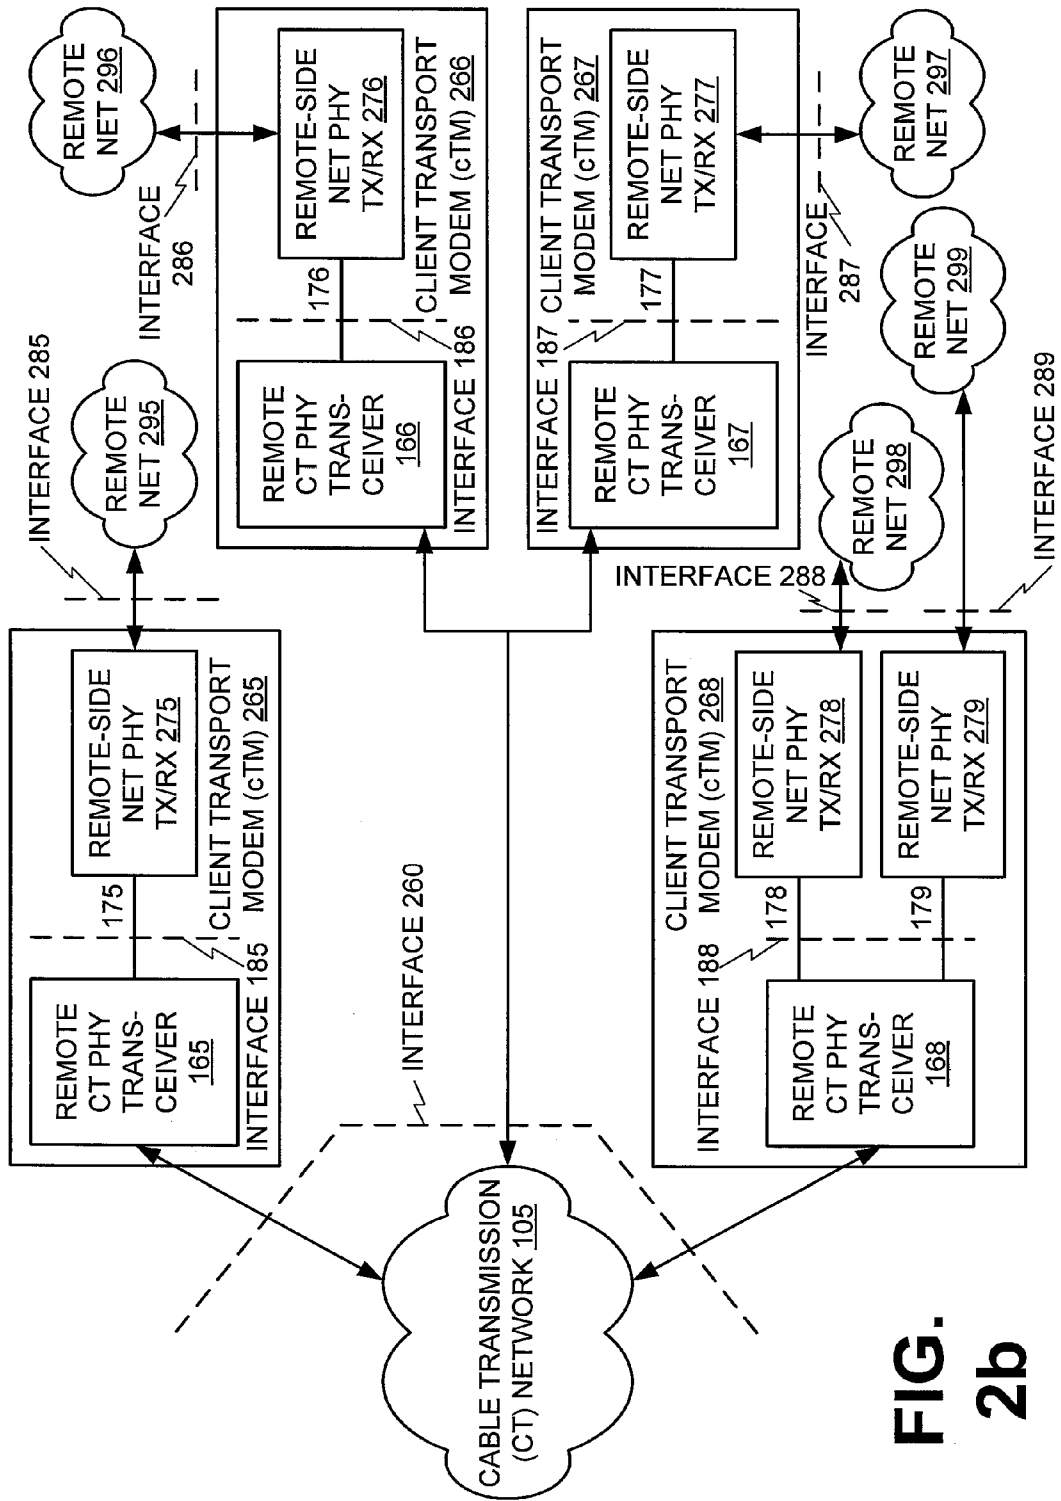 REMOTE
NET 295
INTERFACE 285
REMOTE-SIDE
NET PHY
TX/RX 275
CLIENT TRANSPORT
MODEM (cTM) 265
175
INTERFACE 185
REMOTE
CT PHY
TRANS-
CEIVER
165
REMOTE
NET 296
INTERFACE
286
REMOTE-SIDE
NET PHY
TX/RX 276
CLIENT TRANSPORT
MODEM (cTM) 266
176
INTERFACE 186
REMOTE
CT PHY
TRANS-
CEIVER
166
REMOTE-SIDE
NET PHY
TX/RX 277
CLIENT TRANSPORT
MODEM (cTM) 267
177
INTERFACE 187
REMOTE
CT PHY
TRANS-
CEIVER
167
INTERFACE
287
REMOTE
NET 297
REMOTE
NET 299
REMOTE
NET 298
INTERFACE 288
INTERFACE 289
CLIENT TRANSPORT
MODEM (cTM) 268
REMOTE-SIDE
NET PHY
TX/RX 278
REMOTE-SIDE
NET PHY
TX/RX 279
178
179
INTERFACE 188
REMOTE
CT PHY
TRANS-
CEIVER
168
INTERFACE 260
CABLE TRANSMISSION
(CT) NETWORK 105
FIG.
2b